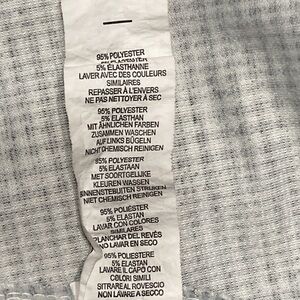 95% POLYESTER
5% ÉLASTHANNE
LAVER AVEC DES COULEURS
SIMILAIRES
REPASSER À L'ENVERS
NE PAS NETTOYER À SEC
95% POLYESTER
5% ELASTHAN
MIT ÄHNLICHEN FARBEN
ZUSAMMEN WASCHEN
AUF LINKS BÜGELN
NICHT CHEMISCH REINIGEN
95% POLYESTER
5% ELASTAAN
MET SOORTGELIJKE
KLEUREN WASSEN
BINNENSTEBUITEN STRIJKEN
NIET CHEMISCH REINIGEN
95% POLIÉSTER
5% ELASTAN
LAVAR CON COLORES
SIMILARES
PLANCHAR DEL REVÉS
NO LAVAR EN SECO
95% POLIESTERE
5% ELASTAN
LAVARE IL CAPO CON
COLORI SIMILI
STIRARE AL ROVESCIO
NON LAVARE A SECCO